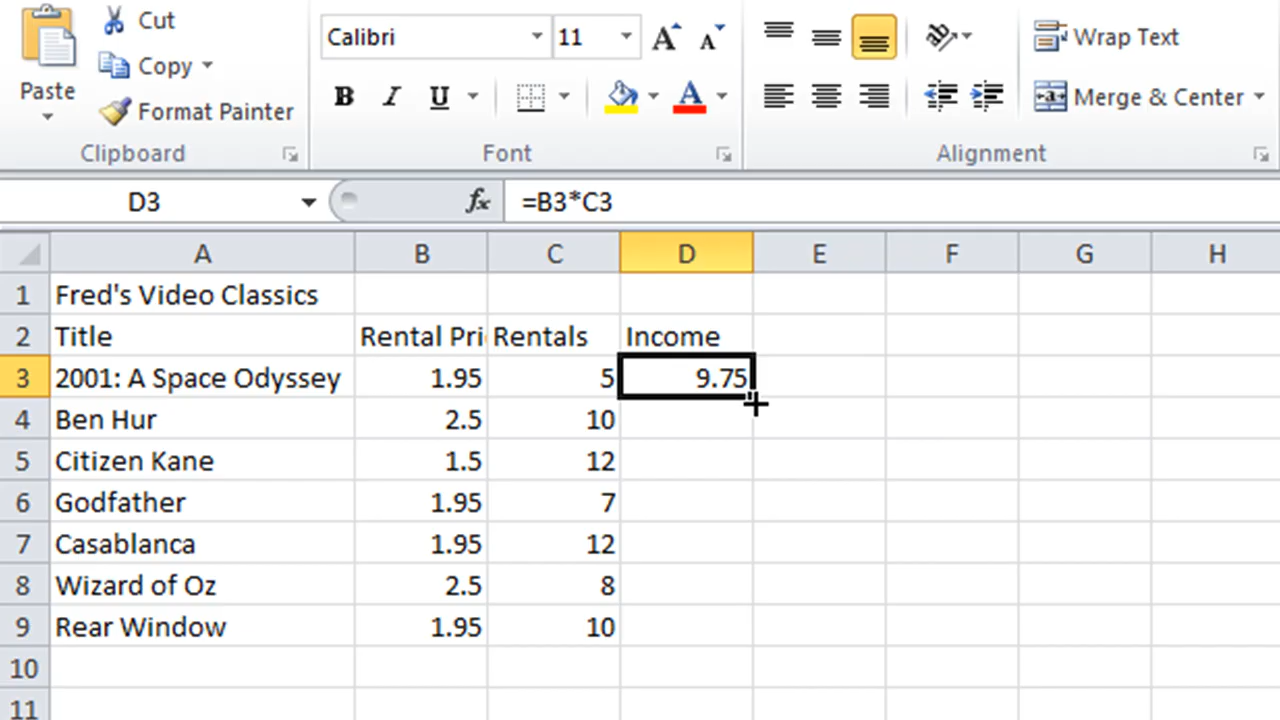 Cut
Copy
Paste
Format Painter
Clipboard
Calibri 11 A A
B I U A
Font
Wrap Text
Merge & Center
Alignment
D3 fx =B3*C3
A B C D E F G H
1 Fred's Video Classics
2 Title Rental Pri Rentals Income
3 2001: A Space Odyssey 1.95 5 9.75
4 Ben Hur 2.5 10
5 Citizen Kane 1.5 12
6 Godfather 1.95 7
7 Casablanca 1.95 12
8 Wizard of Oz 2.5 8
9 Rear Window 1.95 10
10
11